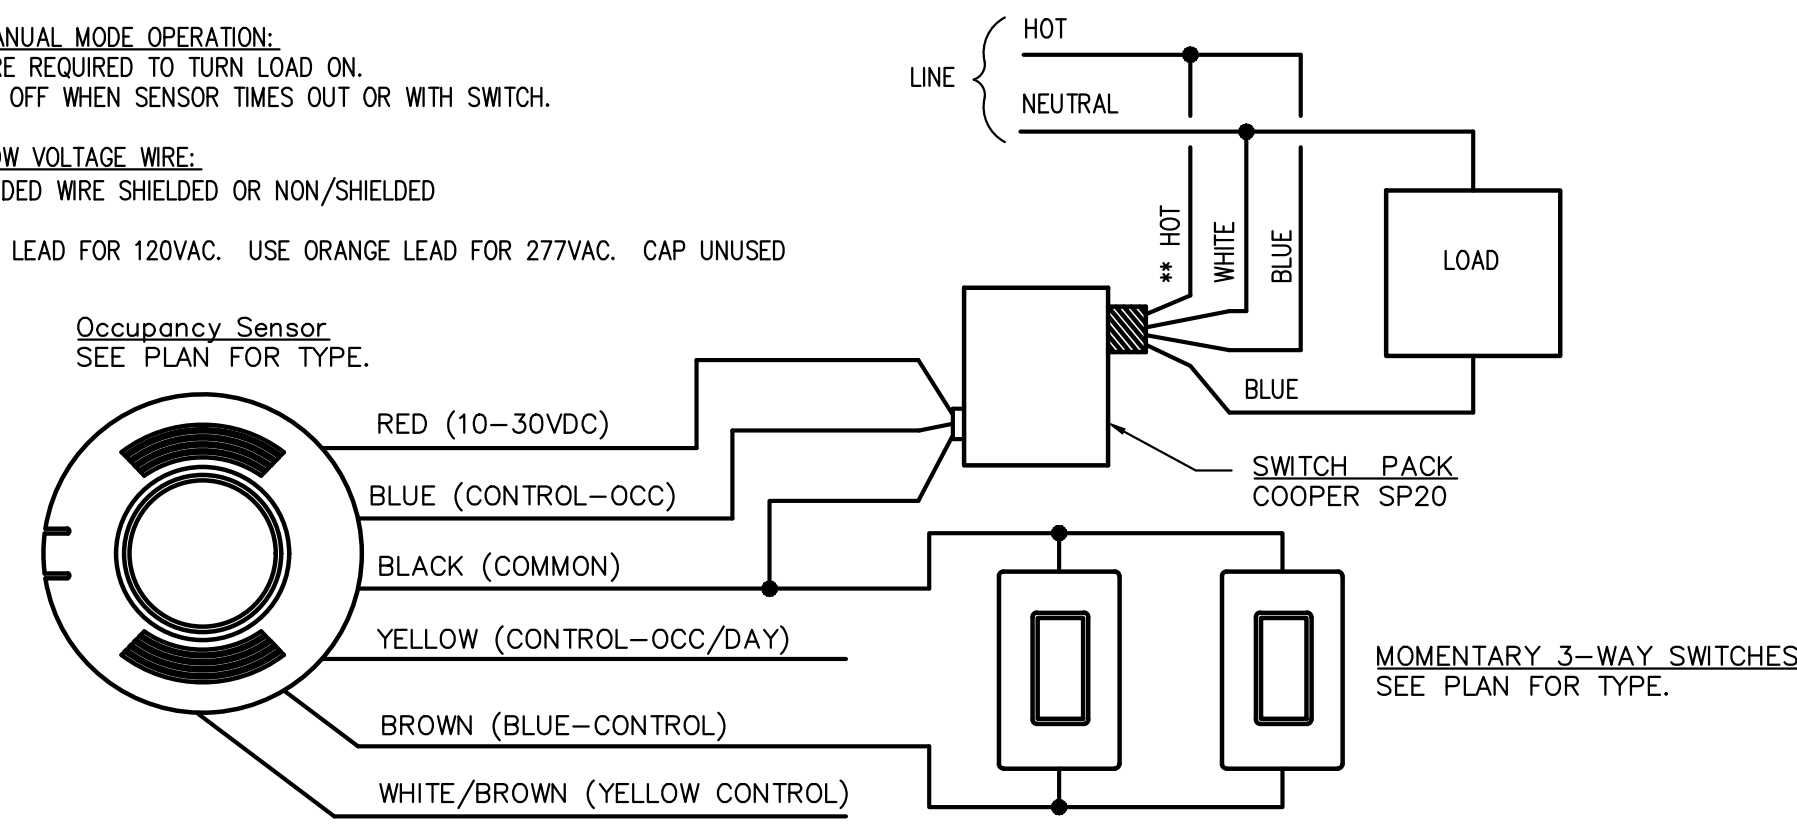 ANUAL MODE OPERATION:
RE REQUIRED TO TURN LOAD ON.
OFF WHEN SENSOR TIMES OUT OR WITH SWITCH.
OW VOLTAGE WIRE:
DED WIRE SHIELDED OR NON/SHIELDED
LEAD FOR 120VAC. USE ORANGE LEAD FOR 277VAC. CAP UNUSED
HOT
LINE
NEUTRAL
** HOT
WHITE
BLUE
LOAD
BLUE
Occupancy Sensor
SEE PLAN FOR TYPE.
RED (10-30VDC)
BLUE (CONTROL-OCC)
BLACK (COMMON)
YELLOW (CONTROL-OCC/DAY)
BROWN (BLUE-CONTROL)
WHITE/BROWN (YELLOW CONTROL)
SWITCH PACK
COOPER SP20
MOMENTARY 3-WAY SWITCHES
SEE PLAN FOR TYPE.